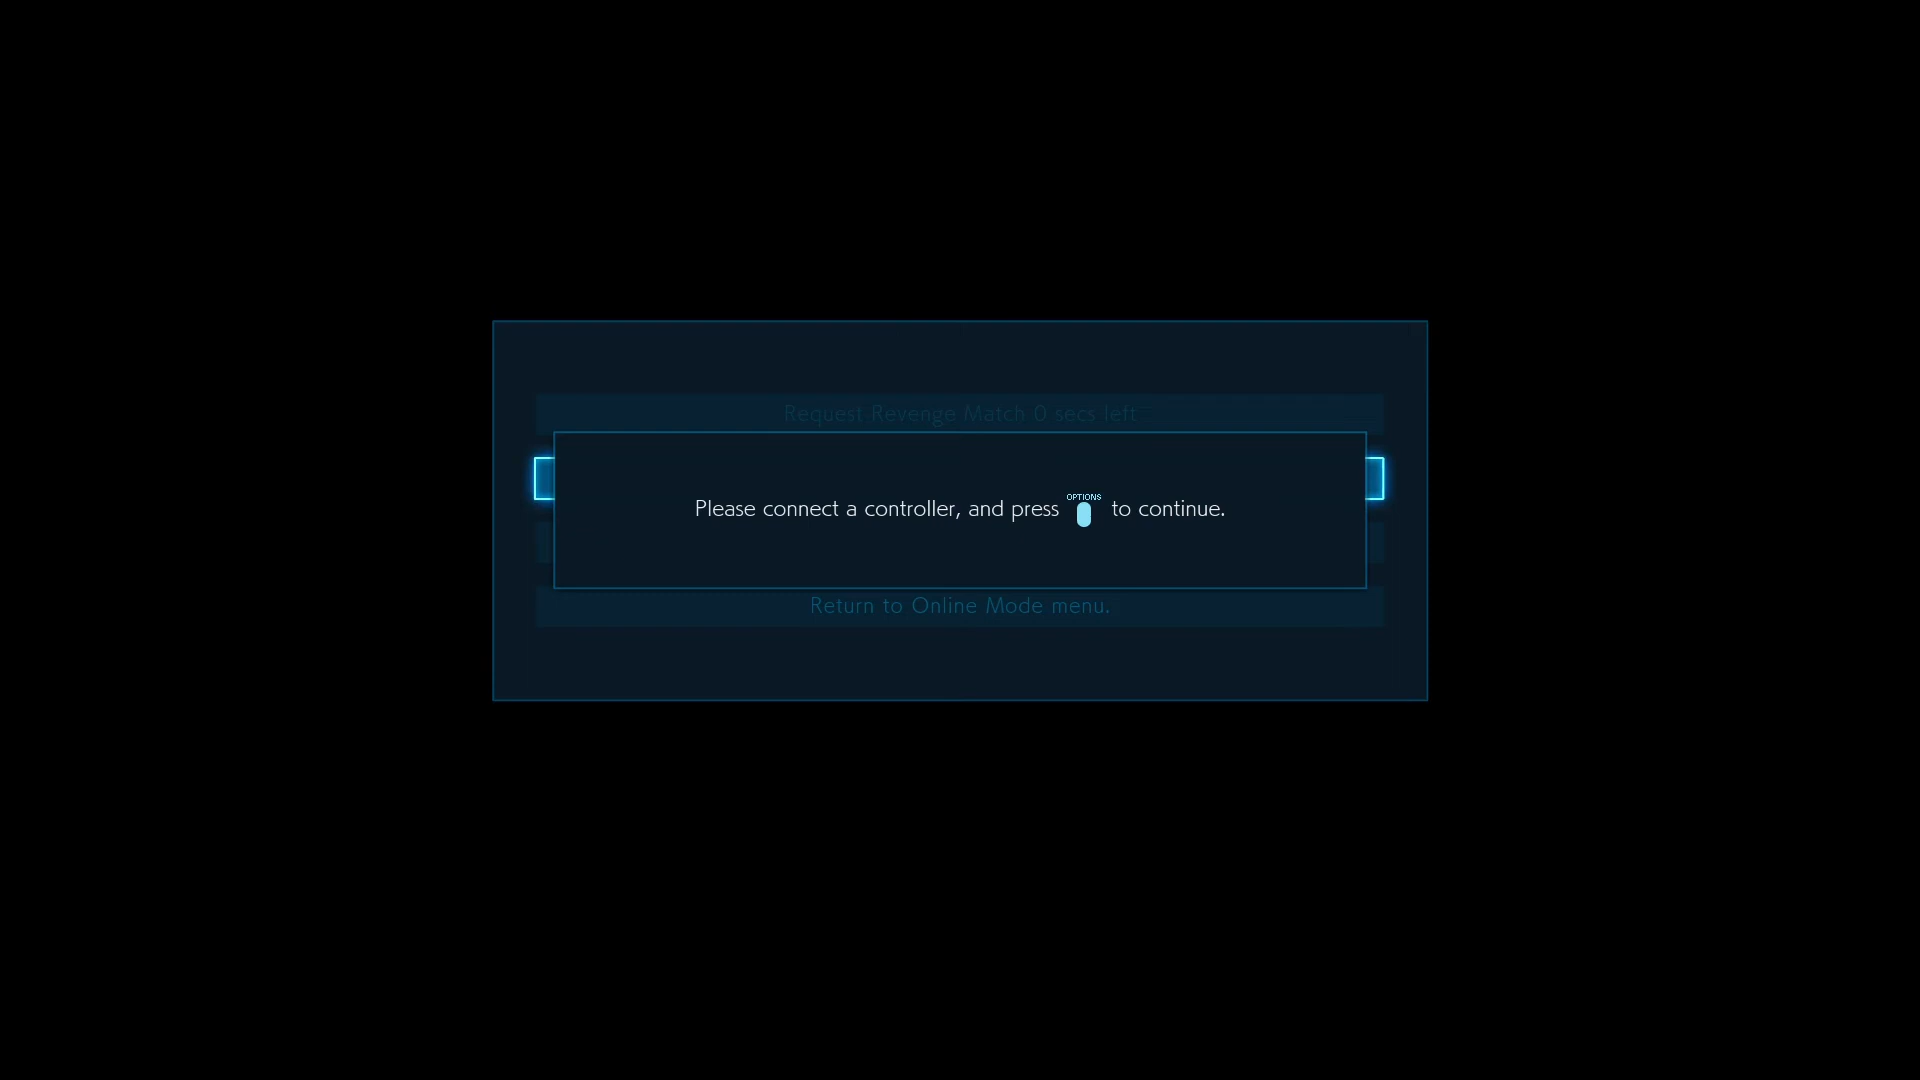 Request Revenge Match 0 secs left
OPTIONS
Please connect a controller, and press to continue.
Return to Online Mode menu.